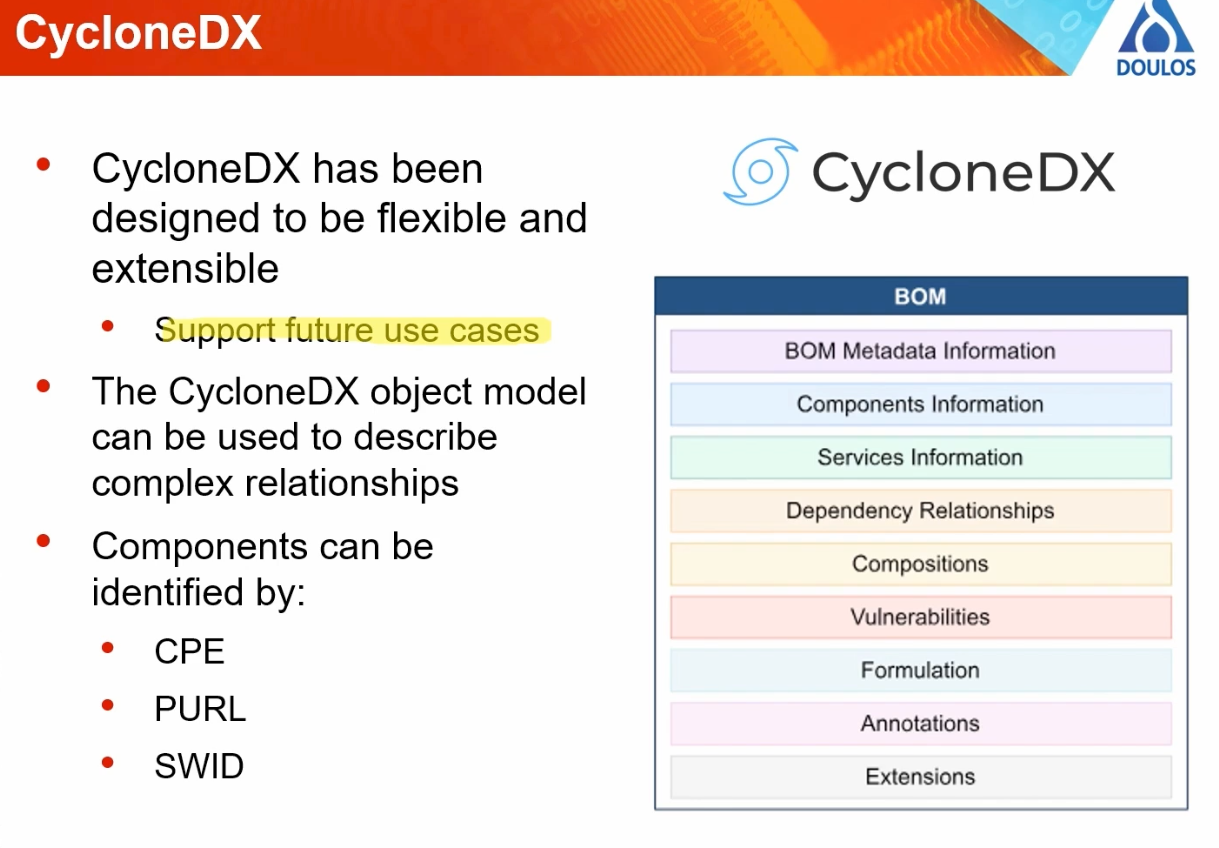 CycloneDX
DOULOS
CycloneDX has been
designed to be flexible and
extensible
Support future use cases
The CycloneDX object model
can be used to describe
complex relationships
Components can be
identified by:
CPE
PURL
SWID
CycloneDX
BOM
BOM Metadata Information
Components Information
Services Information
Dependency Relationships
Compositions
Vulnerabilities
Formulation
Annotations
Extensions